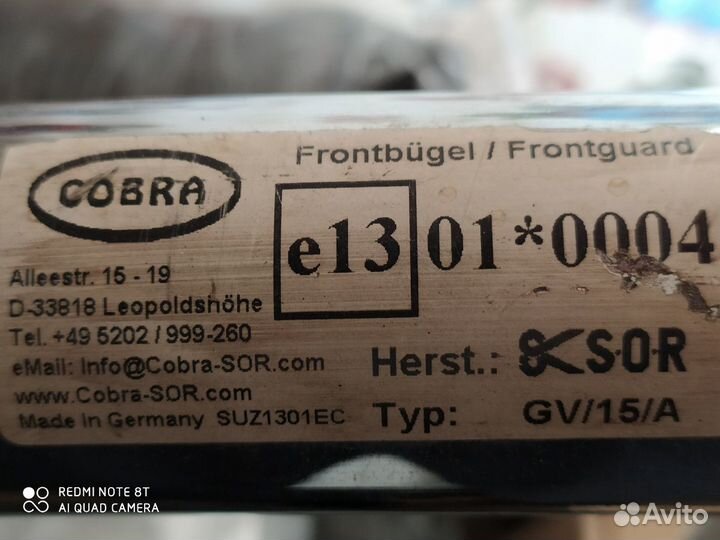 COBRA
Frontbügel / Frontguard
e13 01*0004
Alleestr. 15 - 19
D-33818 Leopoldshöhe
Tel. +49 5202 / 999-260
eMail: Info@Cobra-SOR.com
www.Cobra-SOR.com
Made in Germany SUZ1301EC
Herst.: S·O·R
Typ: GV/15/A
REDMI NOTE 8T
AI QUAD CAMERA
Avito